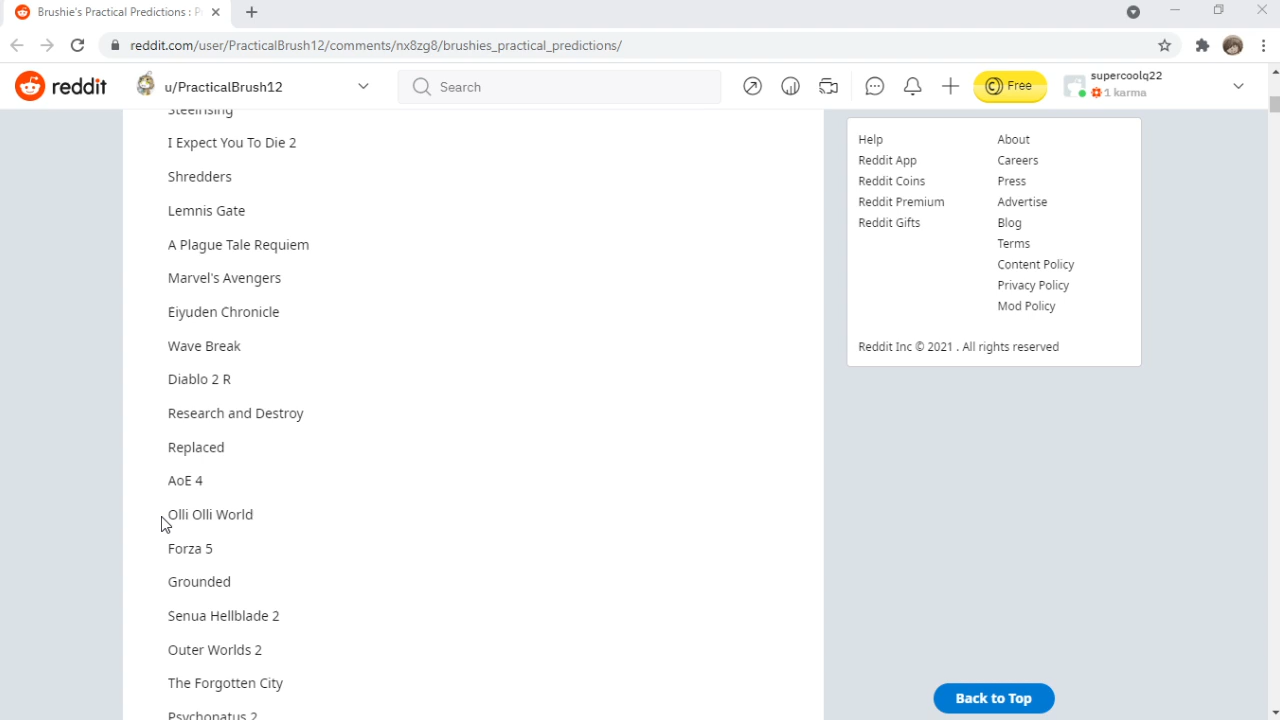 Brushie's Practical Predictions : P
reddit.com/user/PracticalBrush12/comments/nx8zg8/brushies_practical_predictions/
reddit
u/PracticalBrush12
Search
Free
supercoolq22
1 karma
Steelrising
I Expect You To Die 2
Shredders
Lemnis Gate
A Plague Tale Requiem
Marvel's Avengers
Eiyuden Chronicle
Wave Break
Diablo 2 R
Research and Destroy
Replaced
AoE 4
Olli Olli World
Forza 5
Grounded
Senua Hellblade 2
Outer Worlds 2
The Forgotten City
Psychonatus 2
Help
About
Reddit App
Careers
Reddit Coins
Press
Reddit Premium
Advertise
Reddit Gifts
Blog
Terms
Content Policy
Privacy Policy
Mod Policy
Reddit Inc © 2021 . All rights reserved
Back to Top